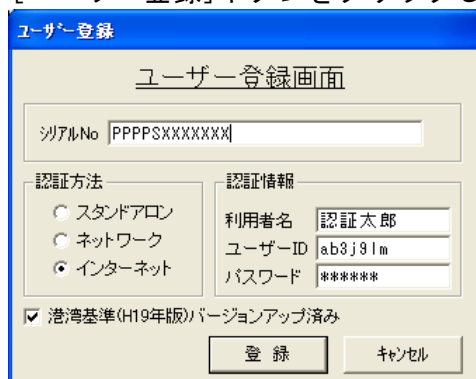 ﾕｰｻﾞｰ登録
ユーザー登録画面
ｼﾘｱﾙNo PPPPSXXXXXXX
認証方法
スタンドアロン
ネットワーク
インターネット
認証情報
利用者名 認証太郎
ユーザーID ab3j9lm
パスワード ******
港湾基準(H19年版)バージョンアップ済み
登 録
ｷｬﾝｾﾙ